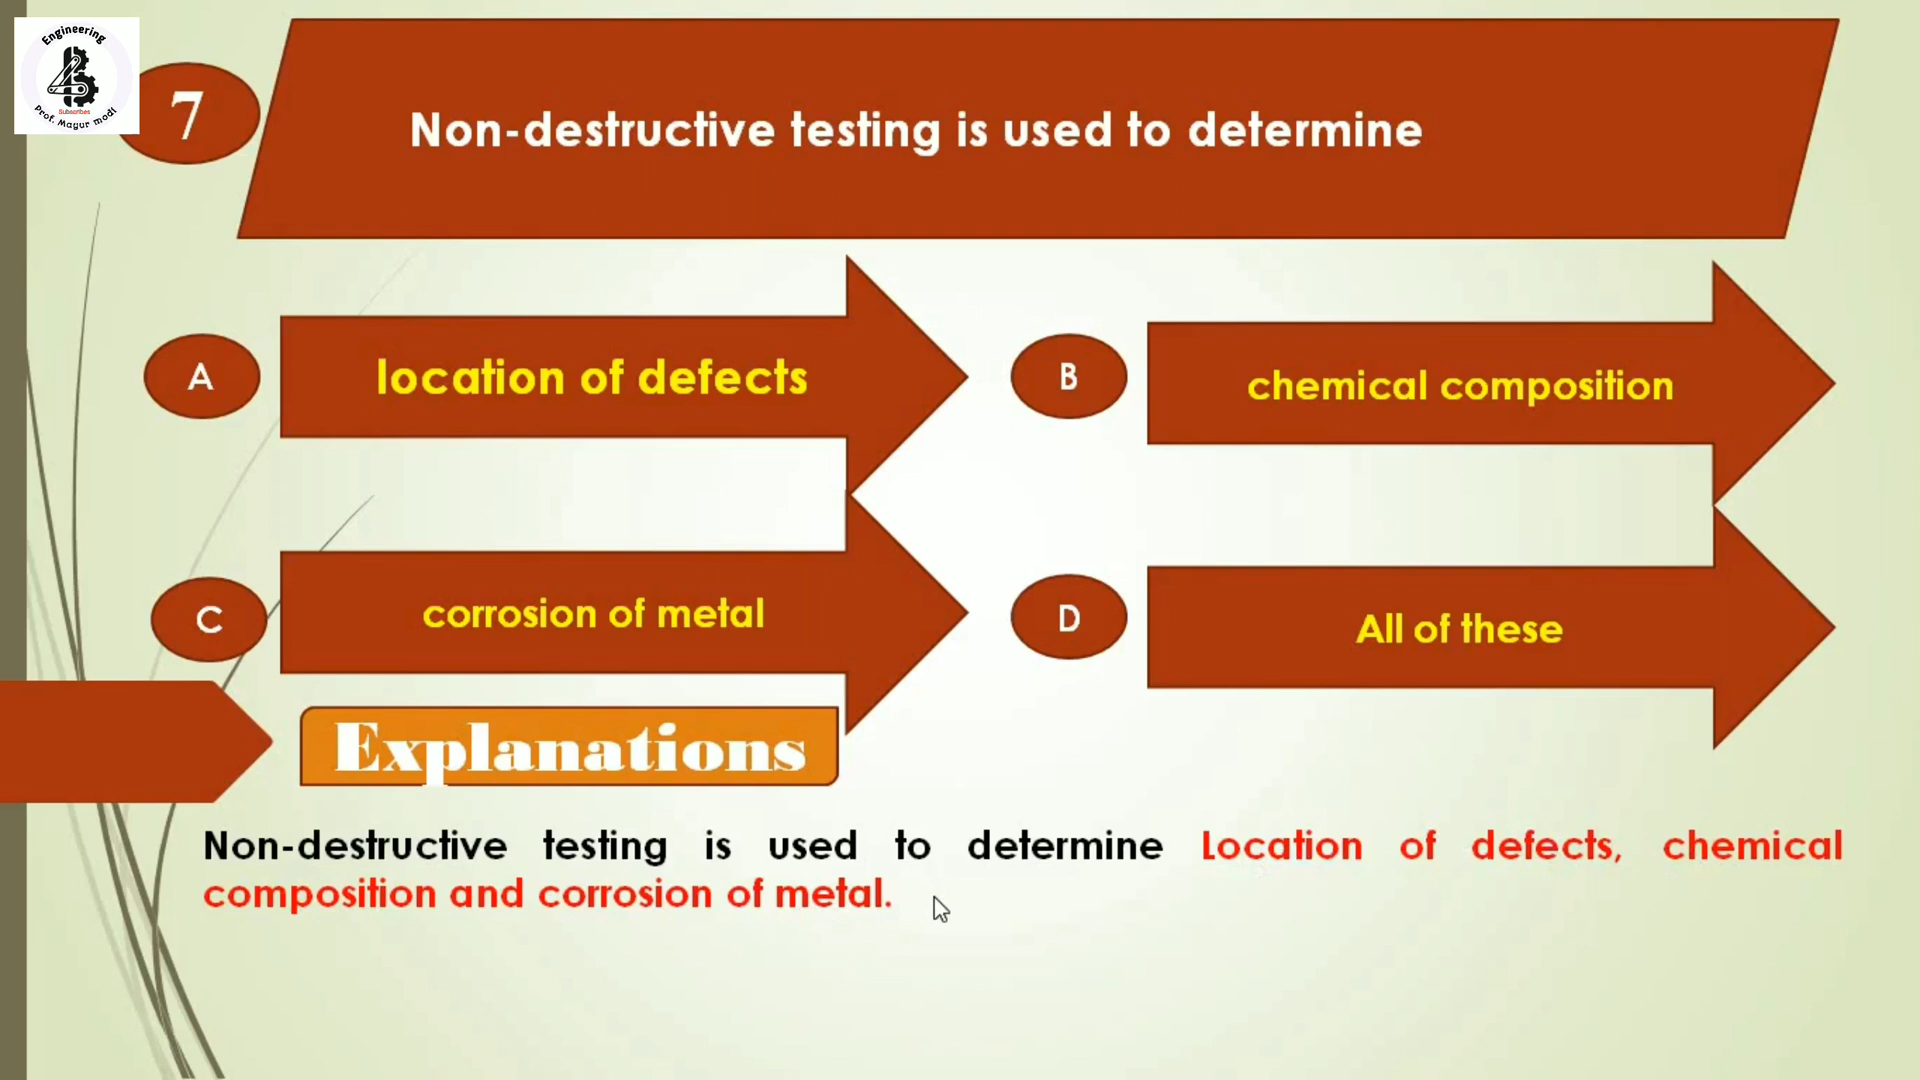 Engineering
Subscribes
Prof. Mayur modi
7
Non-destructive testing is used to determine
A
location of defects
B
chemical composition
C
corrosion of metal
D
All of these
Explanations
Non-destructive testing is used to determine Location of defects, chemical
composition and corrosion of metal.